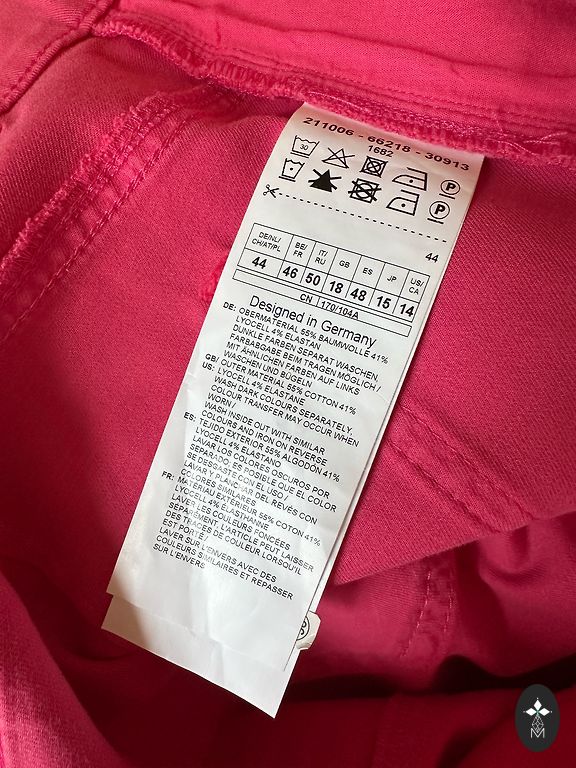 211006 - 66218 - 30913
1682
30
P
P
44
DE/NL/CH/AT/PL BE/FR IT/RU GB ES JP US/CA
44 46 50 18 48 15 14
CN 170/104A
Designed in Germany
DE: OBERMATERIAL 55% BAUMWOLLE 41%
LYOCELL 4% ELASTAN
DUNKLE FARBEN SEPARAT WASCHEN,
FARBABGABE BEIM TRAGEN MÖGLICH /
MIT ÄHNLICHEN FARBEN AUF LINKS
WASCHEN UND BÜGELN
GB/ OUTER MATERIAL 55% COTTON 41%
US: LYOCELL 4% ELASTANE
WASH DARK COLOURS SEPARATELY.
COLOUR TRANSFER MAY OCCUR WHEN
WORN /
WASH INSIDE OUT WITH SIMILAR
COLOURS AND IRON ON REVERSE
ES: TEJIDO EXTERIOR 55% ALGODÓN 41%
LYOCELL 4% ELASTANO
LAVAR LOS COLORES OSCUROS POR
SEPARADO, ES POSIBLE QUE EL COLOR
SE DESGASTE CON EL USO /
LAVAR Y PLANCHAR DEL REVÉS CON
COLORES SIMILARES
FR: MATÉRIAU EXTÉRIEUR 55% COTON 41%
LYOCELL 4% ÉLASTHANNE
LAVER LES COULEURS FONCÉES
SÉPARÉMENT, L'ARTICLE PEUT LAISSER
DES TRACES DE COULEUR LORSQU'IL
EST PORTÉ /
LAVER SUR L'ENVERS AVEC DES
COULEURS SIMILAIRES ET REPASSER
SUR L'ENVERS
M